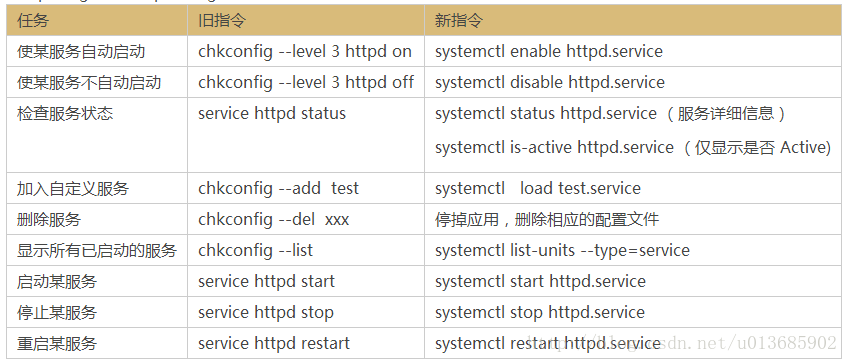 任务 旧指令 新指令
使某服务自动启动 chkconfig --level 3 httpd on systemctl enable httpd.service
使某服务不自动启动 chkconfig --level 3 httpd off systemctl disable httpd.service
检查服务状态 service httpd status systemctl status httpd.service （服务详细信息）
systemctl is-active httpd.service （仅显示是否 Active)
加入自定义服务 chkconfig --add test systemctl load test.service
删除服务 chkconfig --del xxx 停掉应用，删除相应的配置文件
显示所有已启动的服务 chkconfig --list systemctl list-units --type=service
启动某服务 service httpd start systemctl start httpd.service
停止某服务 service httpd stop systemctl stop httpd.service
重启某服务 service httpd restart systemctl restart httpd.service
http://blog.csdn.net/u013685902